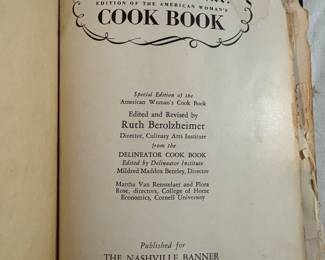 EDITION OF THE AMERICAN WOMAN'S
COOK BOOK
Special Edition of the
American Woman's Cook Book
Edited and Revised by
Ruth Berolzheimer
Director, Culinary Arts Institute
from the
DELINEATOR COOK BOOK
Edited by Delineator Institute
Mildred Maddox Bentley, Director
Martha Van Rensselaer and Flora
Rose, directors, College of Home
Economics, Cornell University
Published for
THE NASHVILLE BANNER